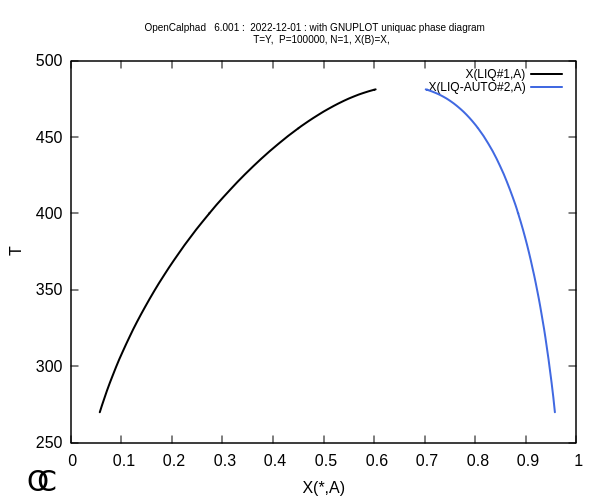 OpenCalphad 6.001 : 2022-12-01 : with GNUPLOT uniquac phase diagram
T=Y, P=100000, N=1, X(B)=X,
500
450
400
350
300
250
T
X(LIQ#1,A)
X(LIQ-AUTO#2,A)
0 0.1 0.2 0.3 0.4 0.5 0.6 0.7 0.8 0.9 1
X(*,A)
OC